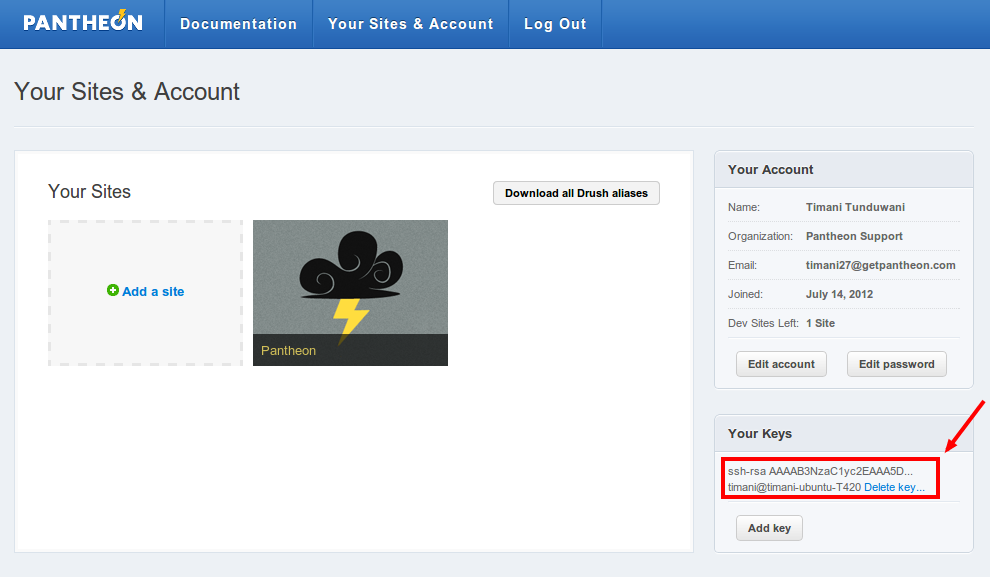 PANTHEON
Documentation
Your Sites & Account
Log Out
Your Sites & Account
Your Sites
Download all Drush aliases
Add a site
Pantheon
Your Account
Name: Timani Tunduwani
Organization: Pantheon Support
Email: timani27@getpantheon.com
Joined: July 14, 2012
Dev Sites Left: 1 Site
Edit account
Edit password
Your Keys
ssh-rsa AAAAB3NzaC1yc2EAAA5D...
timani@timani-ubuntu-T420 Delete key...
Add key